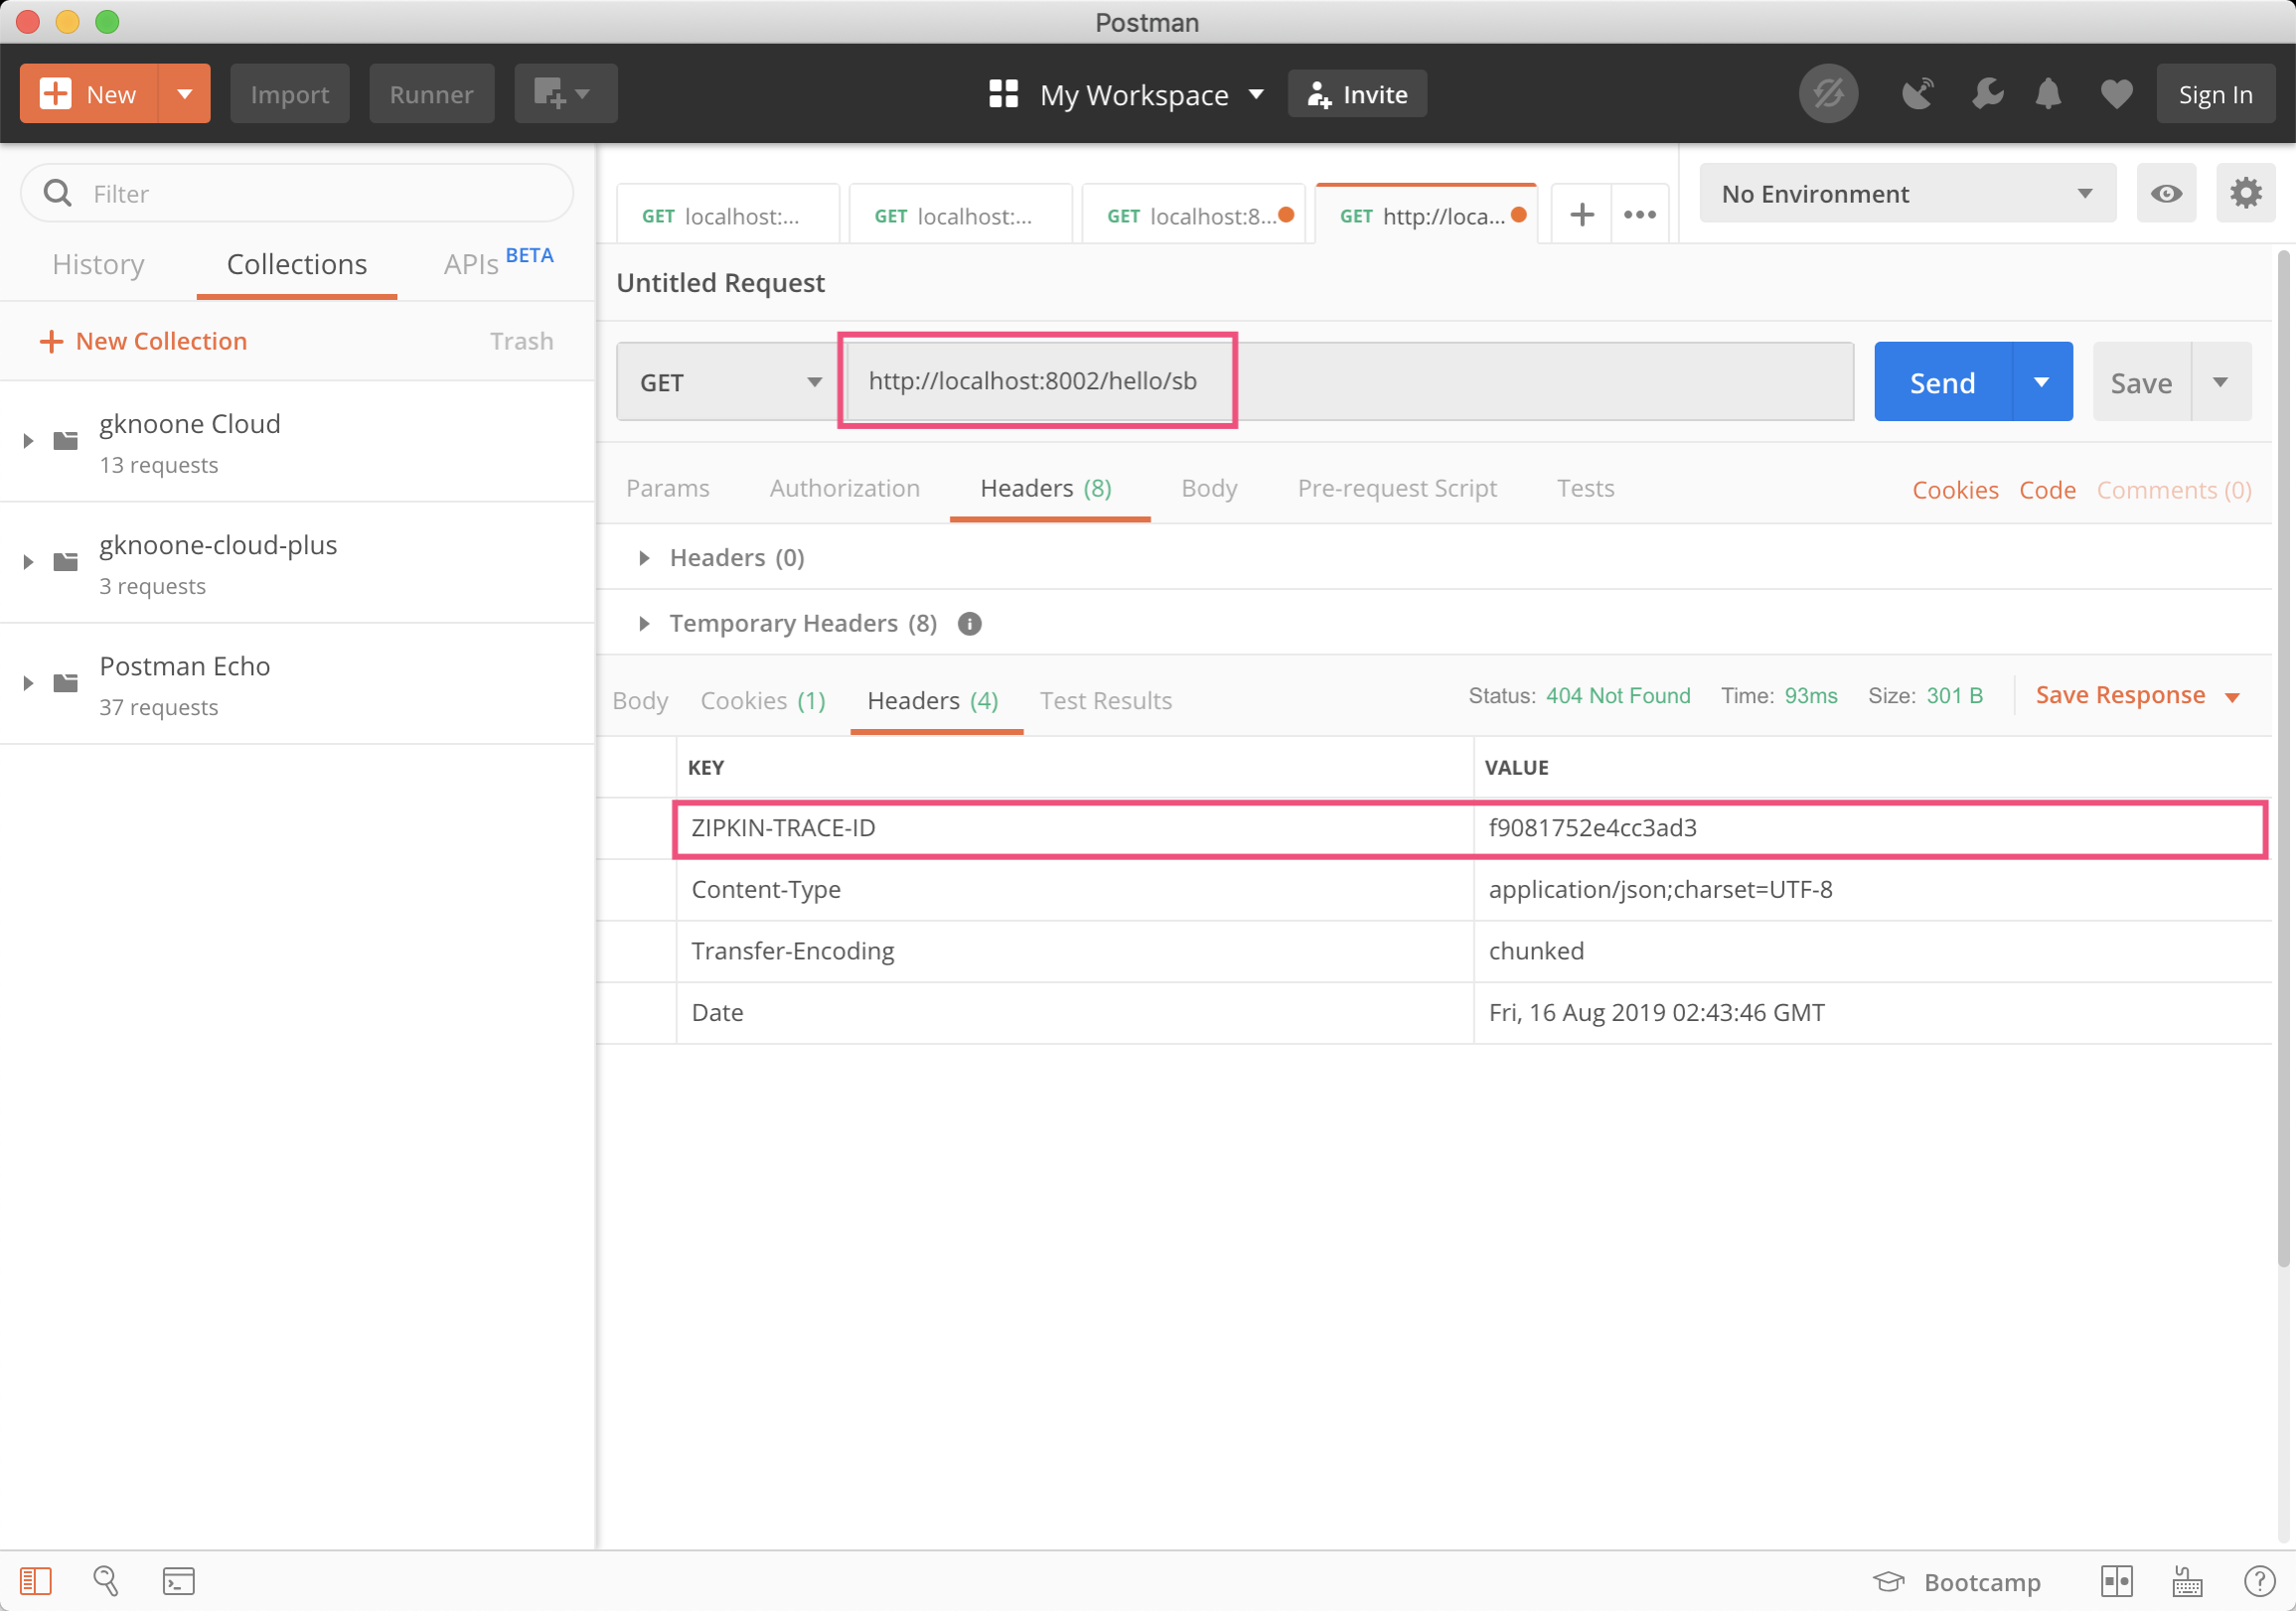 Postman
New
Import
Runner
My Workspace
Invite
Sign In
Filter
History
Collections
APIs BETA
New Collection
Trash
gknoone Cloud
13 requests
gknoone-cloud-plus
3 requests
Postman Echo
37 requests
GET localhost:...
GET localhost:...
GET localhost:8...
GET http://loca...
No Environment
Untitled Request
GET
http://localhost:8002/hello/sb
Send
Save
Params
Authorization
Headers (8)
Body
Pre-request Script
Tests
Cookies
Code
Comments (0)
Headers (0)
Temporary Headers (8)
Body
Cookies (1)
Headers (4)
Test Results
Status: 404 Not Found
Time: 93ms
Size: 301 B
Save Response
KEY
VALUE
ZIPKIN-TRACE-ID
f9081752e4cc3ad3
Content-Type
application/json;charset=UTF-8
Transfer-Encoding
chunked
Date
Fri, 16 Aug 2019 02:43:46 GMT
Bootcamp